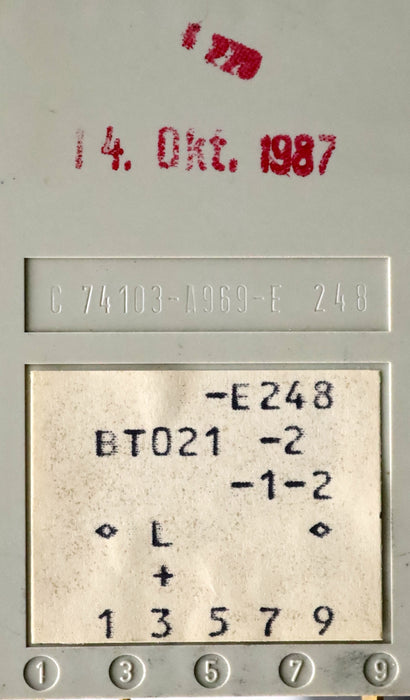 14. Okt. 1987
C 74103-A969-E 248
-E248
BT021 -2
-1-2
◇ L ◇
+
1 3 5 7 9
1 3 5 7 9